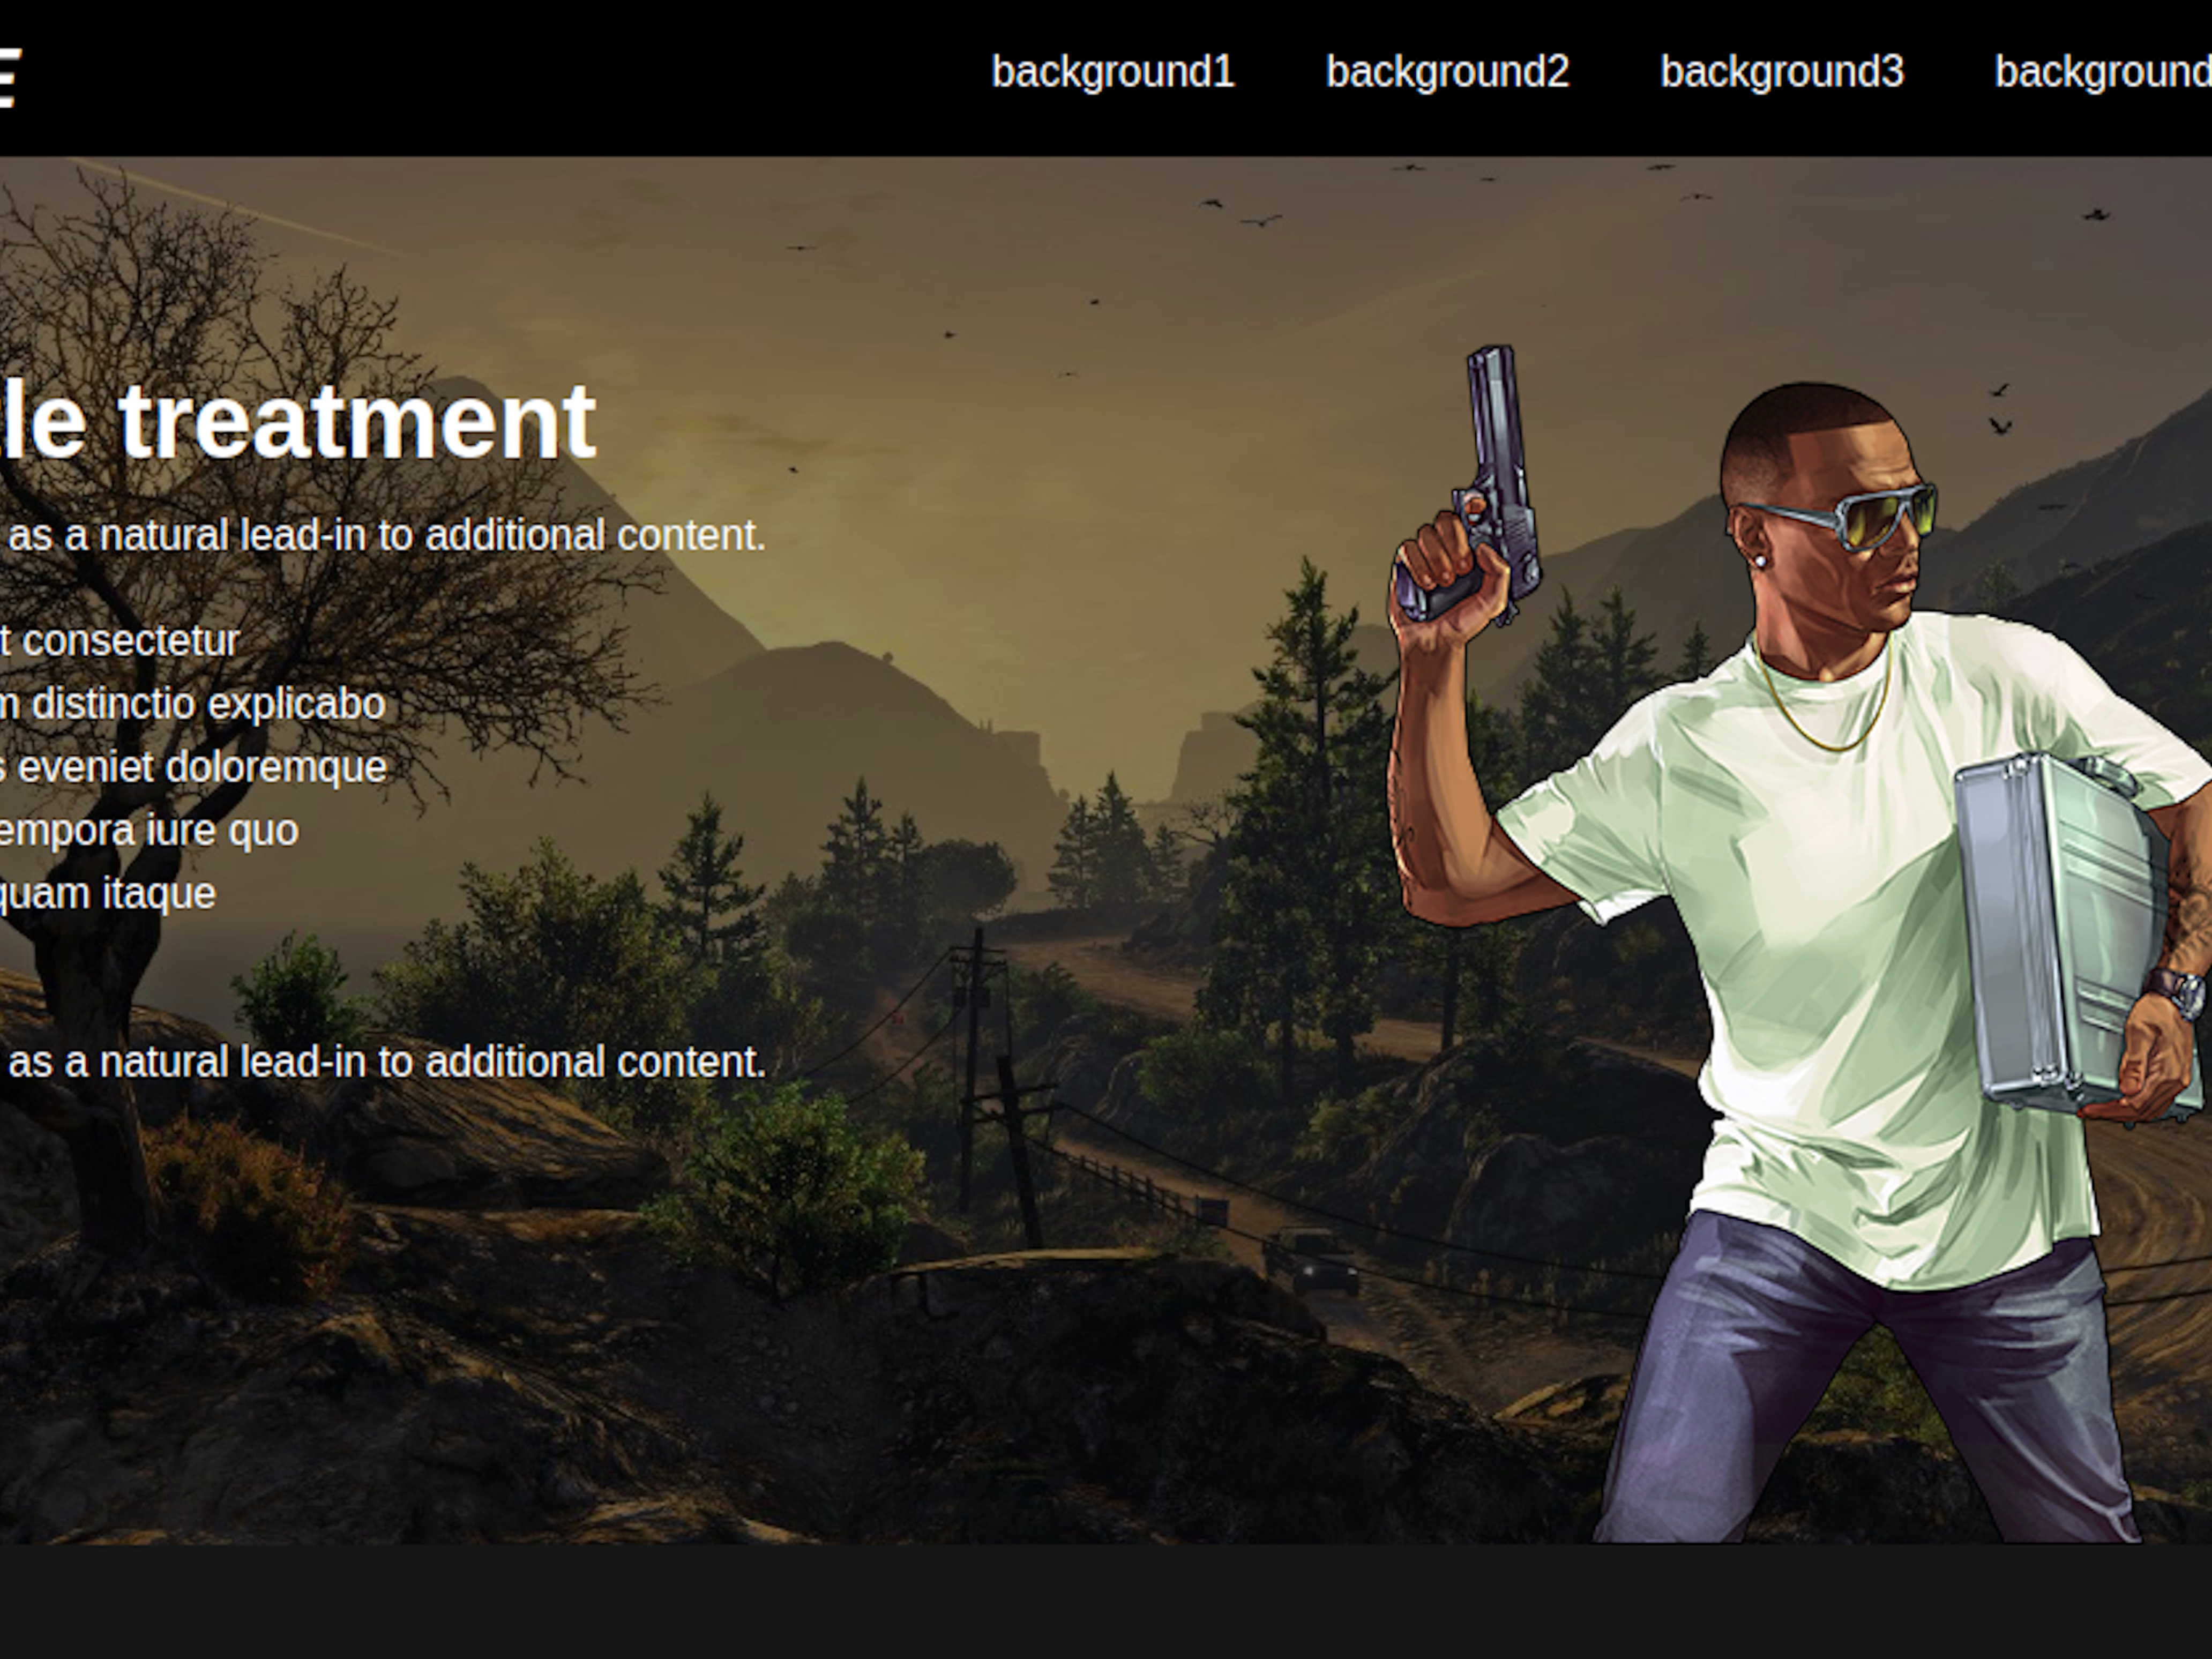 E
background1 background2 background3 background
le treatment
as a natural lead-in to additional content.
t consectetur
m distinctio explicabo
s eveniet doloremque
empora iure quo
quam itaque
as a natural lead-in to additional content.